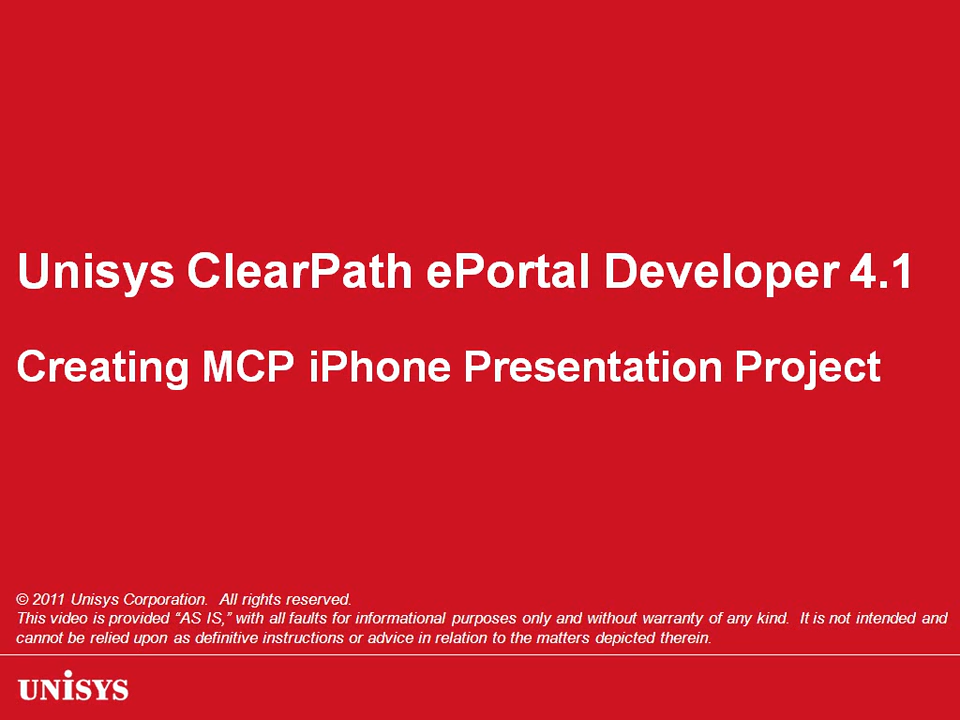 Unisys ClearPath ePortal Developer 4.1
Creating MCP iPhone Presentation Project
© 2011 Unisys Corporation.  All rights reserved.
This video is provided “AS IS,” with all faults for informational purposes only and without warranty of any kind.  It is not intended and
cannot be relied upon as definitive instructions or advice in relation to the matters depicted therein.
UNiSYS